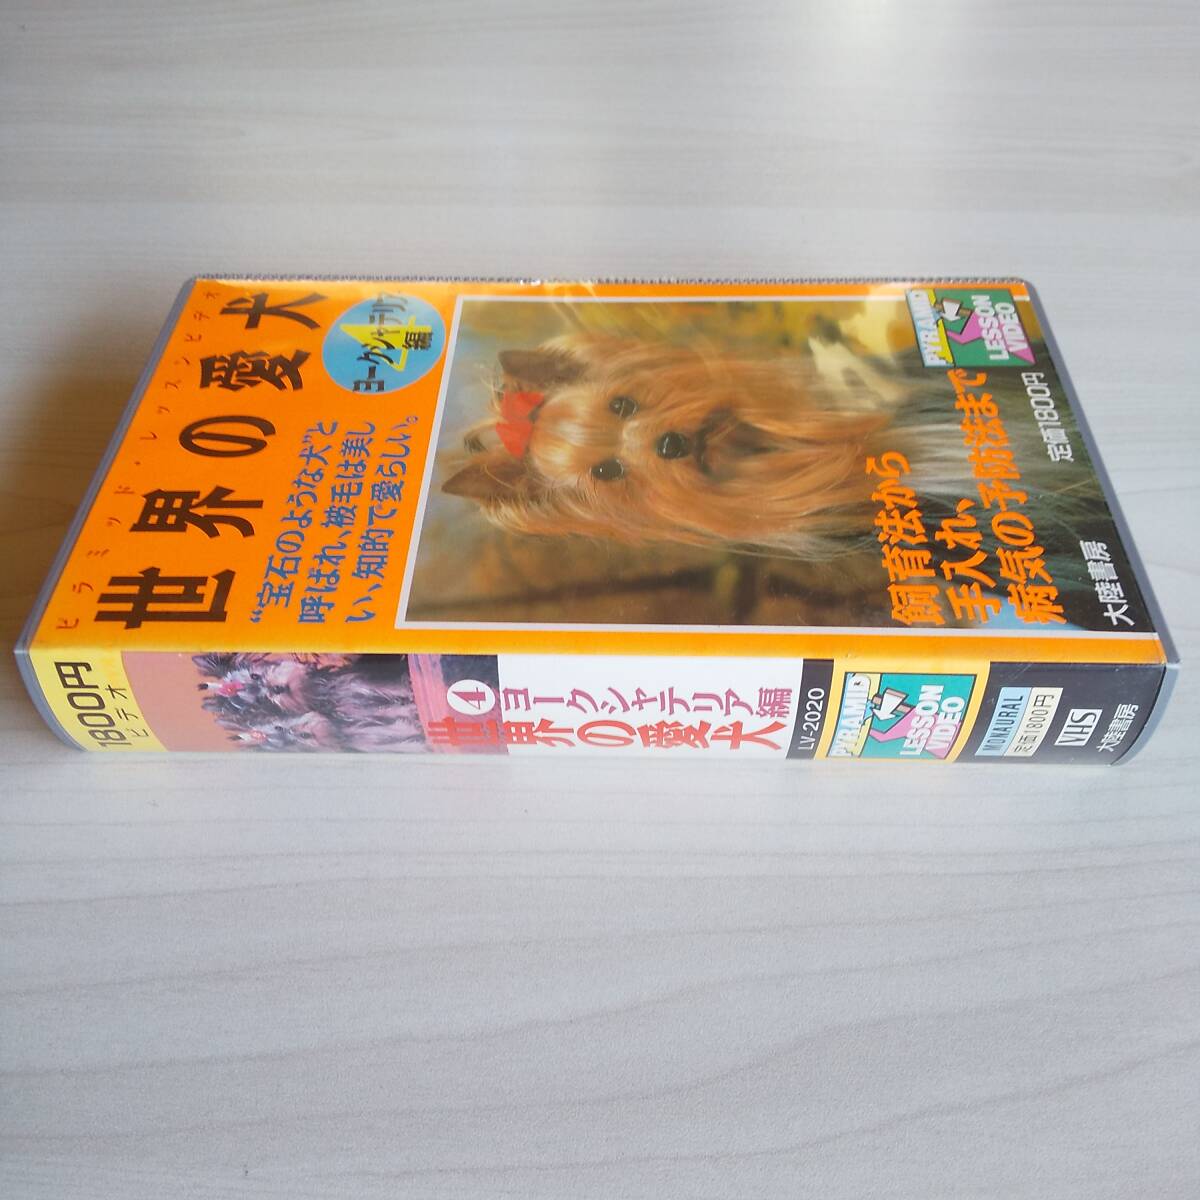 ピラミッド・レッスンビデオ
世界の愛犬
4
ヨークシャテリア
編
“宝石のような犬”と
呼ばれ、被毛は美し
い、知的で愛らしい。
PYRAMID
LESSON
VIDEO
飼育法から
手入れ、
病気の予防法まで
定価1800円
大陸書房
1800円
ビデオ
④ヨークシャテリア編
世界の愛犬
LV-2020
PYRAMID
LESSON
VIDEO
MONAURAL
定価1800円
VHS
大陸書房